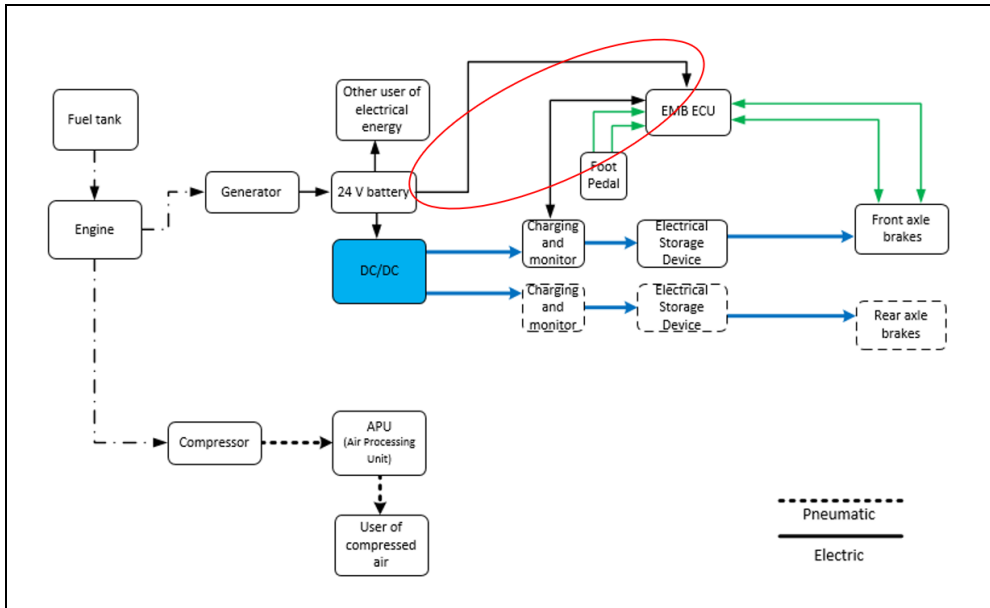 Fuel tank
Other user of
electrical
energy
EMB ECU
Foot
Pedal
Generator
24 V battery
Engine
Charging
and
monitor
Electrical
Storage
Device
Front axle
brakes
DC/DC
Charging
and
monitor
Electrical
Storage
Device
Rear axle
brakes
Compressor
APU
(Air Processing
Unit)
User of
compressed
air
Pneumatic
Electric